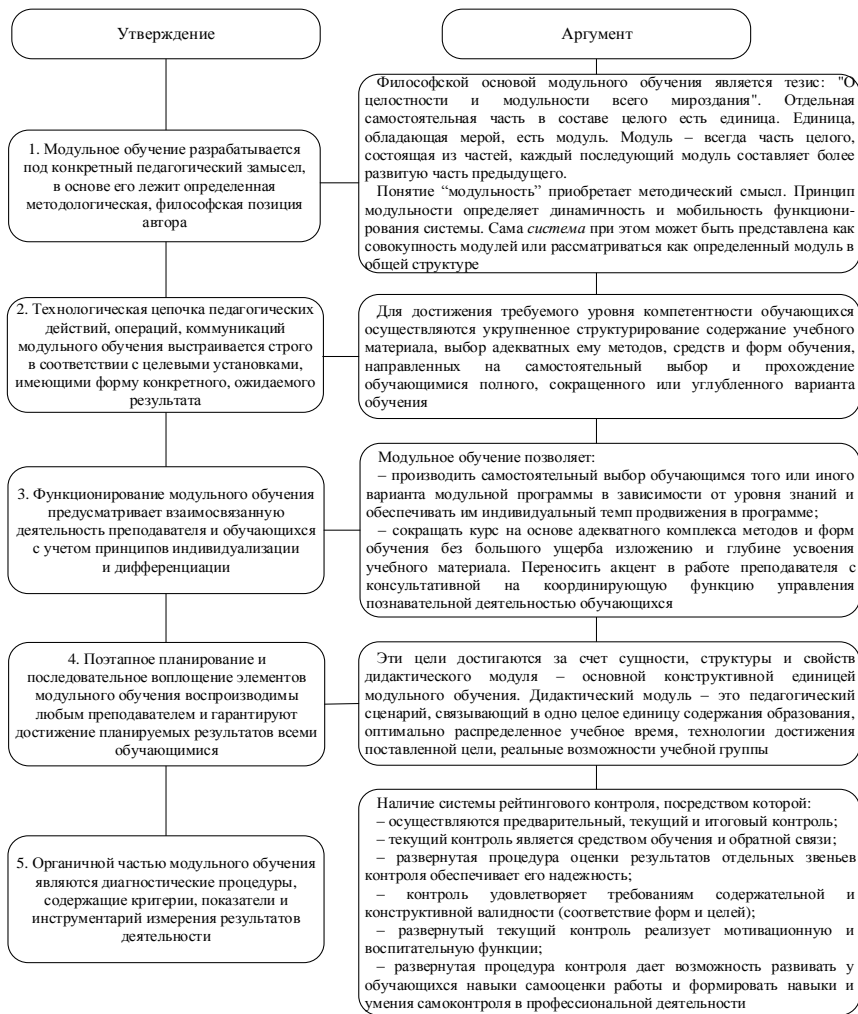 Утверждение
Аргумент
1. Модульное обучение разрабатывается
под конкретный педагогический замысел,
в основе его лежит определенная
методологическая, философская позиция
автора
Философской основой модульного обучения является тезис: "О
целостности и модульности всего мироздания". Отдельная
самостоятельная часть в составе целого есть единица. Единица,
обладающая мерой, есть модуль. Модуль – всегда часть целого,
состоящая из частей, каждый последующий модуль составляет более
развитую часть предыдущего.
Понятие “модульность” приобретает методический смысл. Принцип
модульности определяет динамичность и мобильность функциони-
рования системы. Сама система при этом может быть представлена как
совокупность модулей или рассматриваться как определенный модуль в
общей структуре
2. Технологическая цепочка педагогических
действий, операций, коммуникаций
модульного обучения выстраивается строго
в соответствии с целевыми установками,
имеющими форму конкретного, ожидаемого
результата
Для достижения требуемого уровня компетентности обучающихся
осуществляются укрупненное структурирование содержание учебного
материала, выбор адекватных ему методов, средств и форм обучения,
направленных на самостоятельный выбор и прохождение
обучающимися полного, сокращенного или углубленного варианта
обучения
3. Функционирование модульного обучения
предусматривает взаимосвязанную
деятельность преподавателя и обучающихся
с учетом принципов индивидуализации
и дифференциации
Модульное обучение позволяет:
– производить самостоятельный выбор обучающимся того или иного
варианта модульной программы в зависимости от уровня знаний и
обеспечивать им индивидуальный темп продвижения в программе;
– сокращать курс на основе адекватного комплекса методов и форм
обучения без большого ущерба изложению и глубине усвоения
учебного материала. Переносить акцент в работе преподавателя с
консультативной на координирующую функцию управления
познавательной деятельностью обучающихся
4. Поэтапное планирование и
последовательное воплощение элементов
модульного обучения воспроизводимы
любым преподавателем и гарантируют
достижение планируемых результатов всеми
обучающимися
Эти цели достигаются за счет сущности, структуры и свойств
дидактического модуля – основной конструктивной единицей
модульного обучения. Дидактический модуль – это педагогический
сценарий, связывающий в одно целое единицу содержания образования,
оптимально распределенное учебное время, технологии достижения
поставленной цели, реальные возможности учебной группы
5. Органичной частью модульного обучения
являются диагностические процедуры,
содержащие критерии, показатели и
инструментарий измерения результатов
деятельности
Наличие системы рейтингового контроля, посредством которой:
– осуществляются предварительный, текущий и итоговый контроль;
– текущий контроль является средством обучения и обратной связи;
– развернутая процедура оценки результатов отдельных звеньев
контроля обеспечивает его надежность;
– контроль удовлетворяет требованиям содержательной и
конструктивной валидности (соответствие форм и целей);
– развернутый текущий контроль реализует мотивационную и
воспитательную функции;
– развернутая процедура контроля дает возможность развивать у
обучающихся навыки самооценки работы и формировать навыки и
умения самоконтроля в профессиональной деятельности